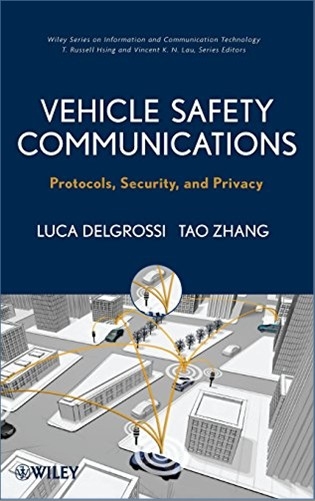 Wiley Series on Information and Communication Technology
T. Russell Hsing and Vincent K. N. Lau, Series Editors
VEHICLE SAFETY
COMMUNICATIONS
Protocols, Security, and Privacy
LUCA DELGROSSI TAO ZHANG
WILEY